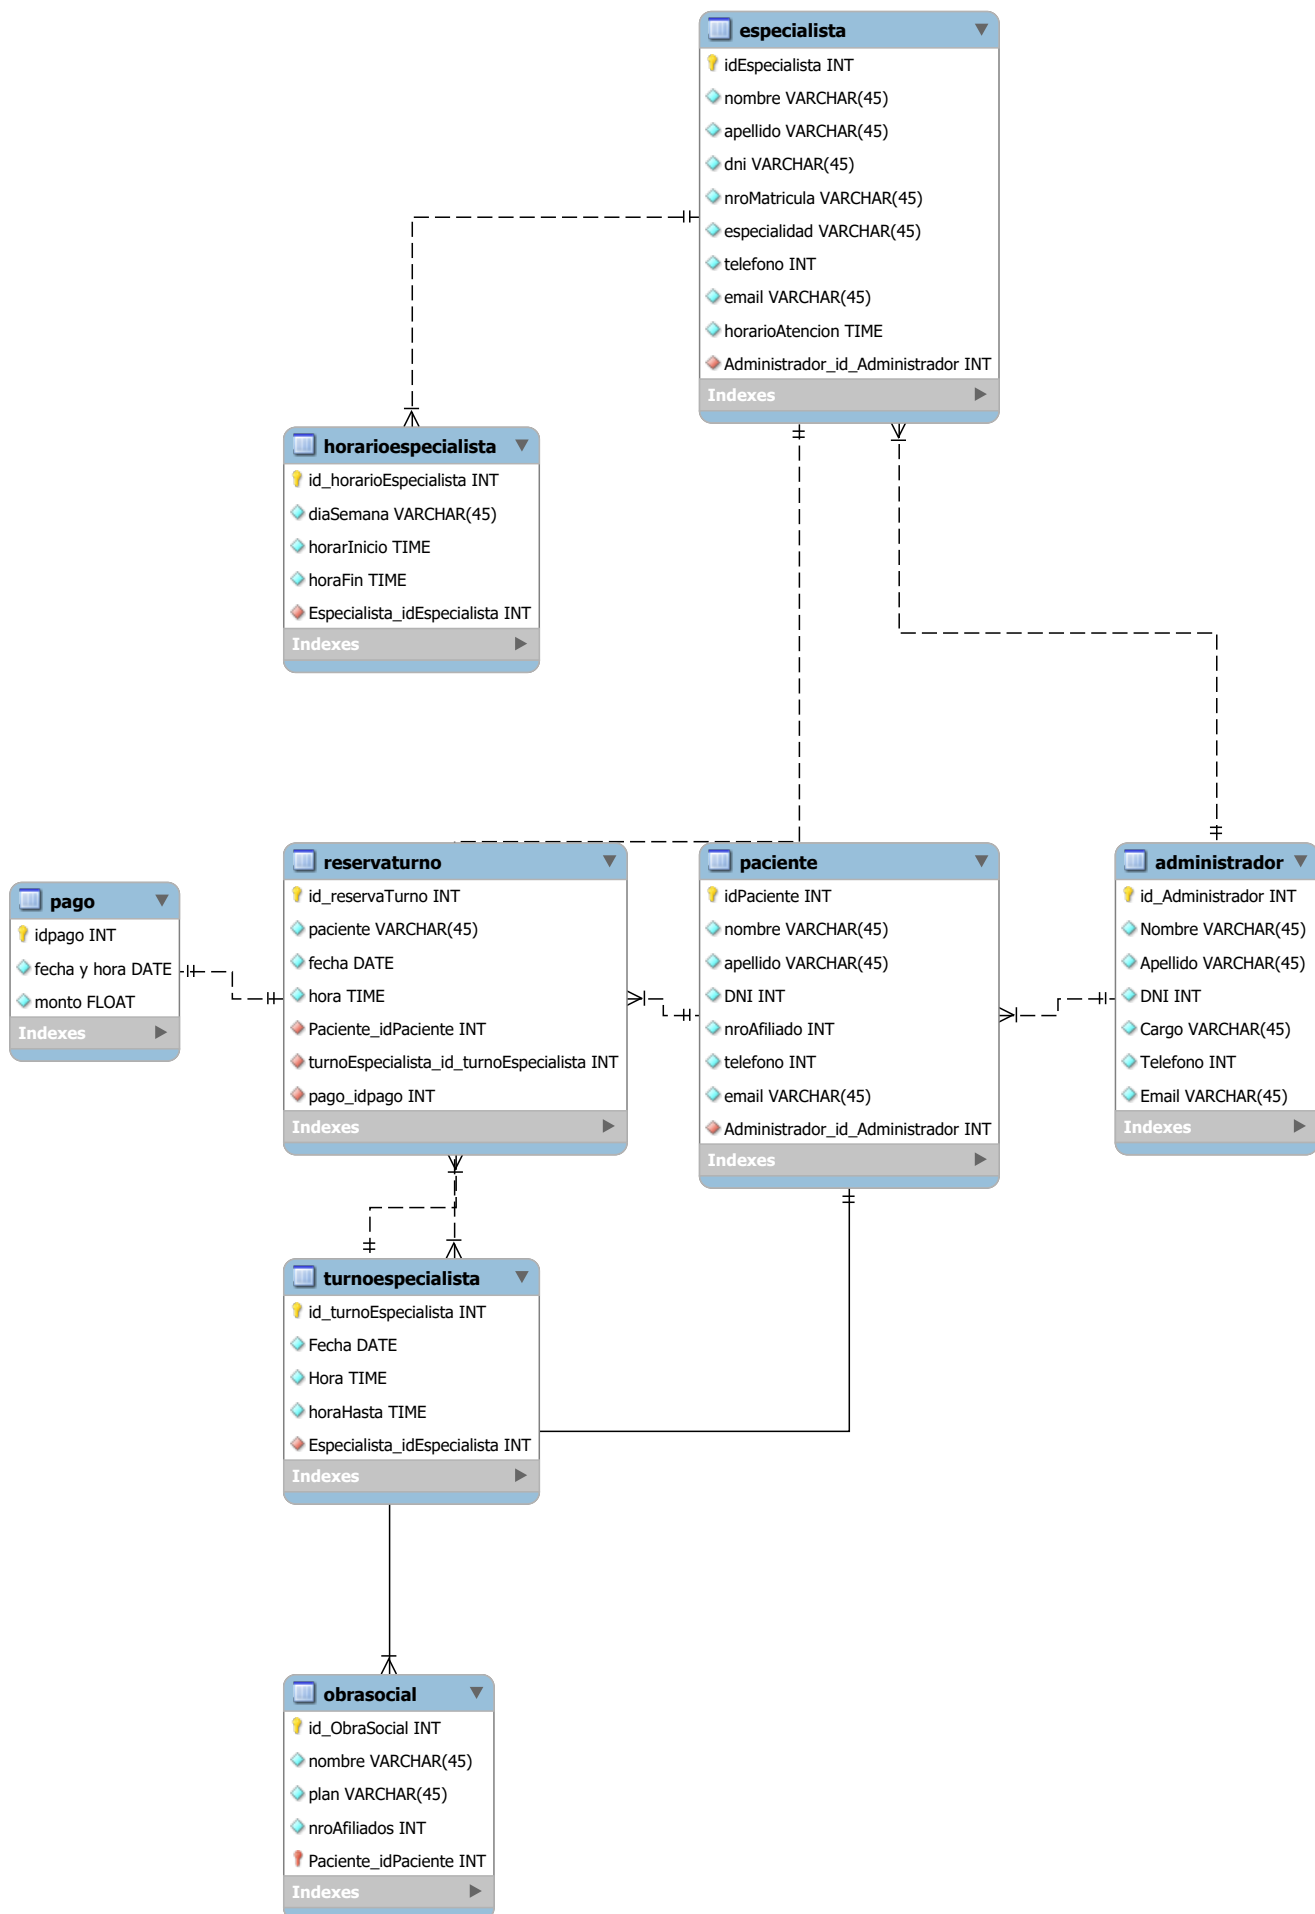 especialista
idEspecialista INT
nombre VARCHAR(45)
apellido VARCHAR(45)
dni VARCHAR(45)
nroMatricula VARCHAR(45)
especialidad VARCHAR(45)
telefono INT
email VARCHAR(45)
horarioAtencion TIME
Administrador_id_Administrador INT
Indexes
horarioespecialista
id_horarioEspecialista INT
diaSemana VARCHAR(45)
horarInicio TIME
horaFin TIME
Especialista_idEspecialista INT
Indexes
pago
idpago INT
fecha y hora DATE
monto FLOAT
Indexes
reservaturno
id_reservaTurno INT
paciente VARCHAR(45)
fecha DATE
hora TIME
Paciente_idPaciente INT
turnoEspecialista_id_turnoEspecialista INT
pago_idpago INT
Indexes
paciente
idPaciente INT
nombre VARCHAR(45)
apellido VARCHAR(45)
DNI INT
nroAfiliado INT
telefono INT
email VARCHAR(45)
Administrador_id_Administrador INT
Indexes
administrador
id_Administrador INT
Nombre VARCHAR(45)
Apellido VARCHAR(45)
DNI INT
Cargo VARCHAR(45)
Telefono INT
Email VARCHAR(45)
Indexes
turnoespecialista
id_turnoEspecialista INT
Fecha DATE
Hora TIME
horaHasta TIME
Especialista_idEspecialista INT
Indexes
obrasocial
id_ObraSocial INT
nombre VARCHAR(45)
plan VARCHAR(45)
nroAfiliados INT
Paciente_idPaciente INT
Indexes